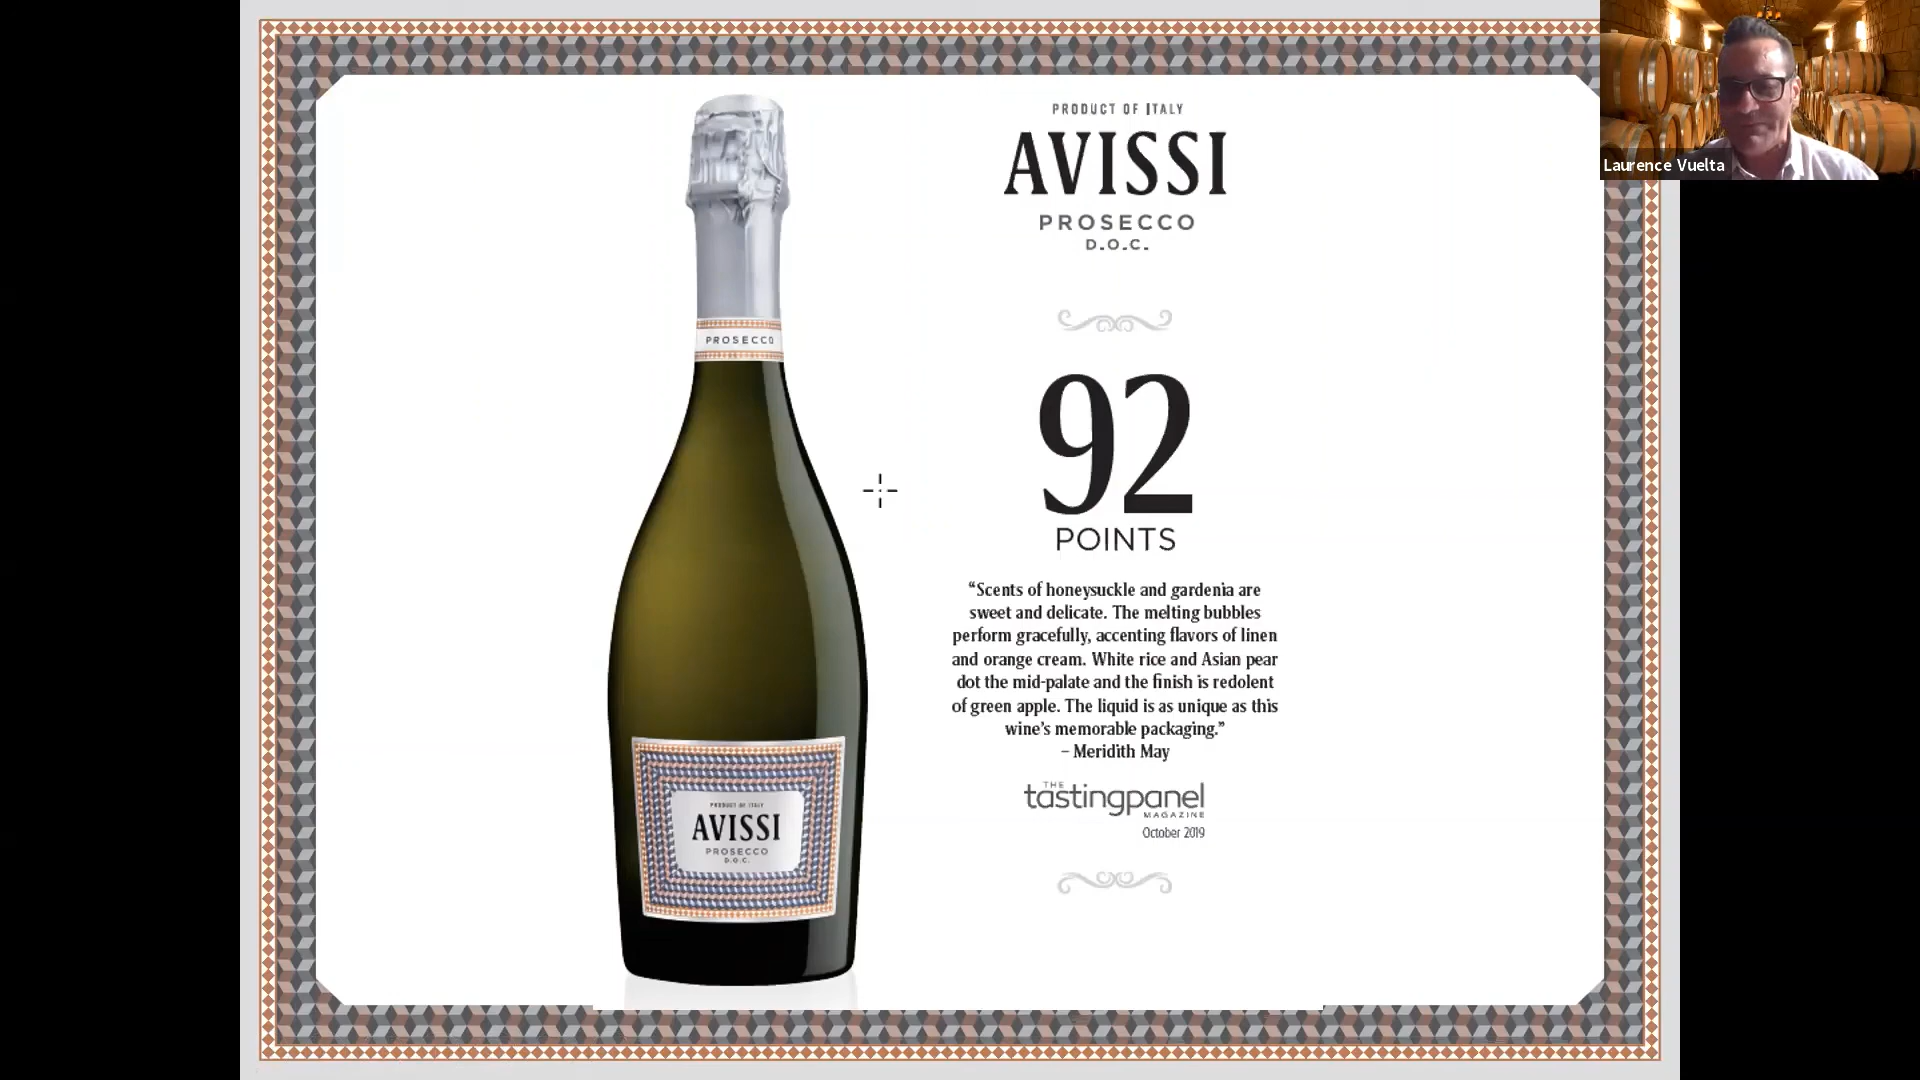 PRODUCT OF ITALY
AVISSI
PROSECCO
D.O.C.
Laurence Vuelta
PROSECCO
92
POINTS
“Scents of honeysuckle and gardenia are
sweet and delicate. The melting bubbles
perform gracefully, accenting flavors of linen
and orange cream. White rice and Asian pear
dot the mid-palate and the finish is redolent
of green apple. The liquid is as unique as this
wine’s memorable packaging.”
– Meridith May
THE
tastingpanel
MAGAZINE
October 2019
PRODUCT OF ITALY
AVISSI
PROSECCO
D.O.C.